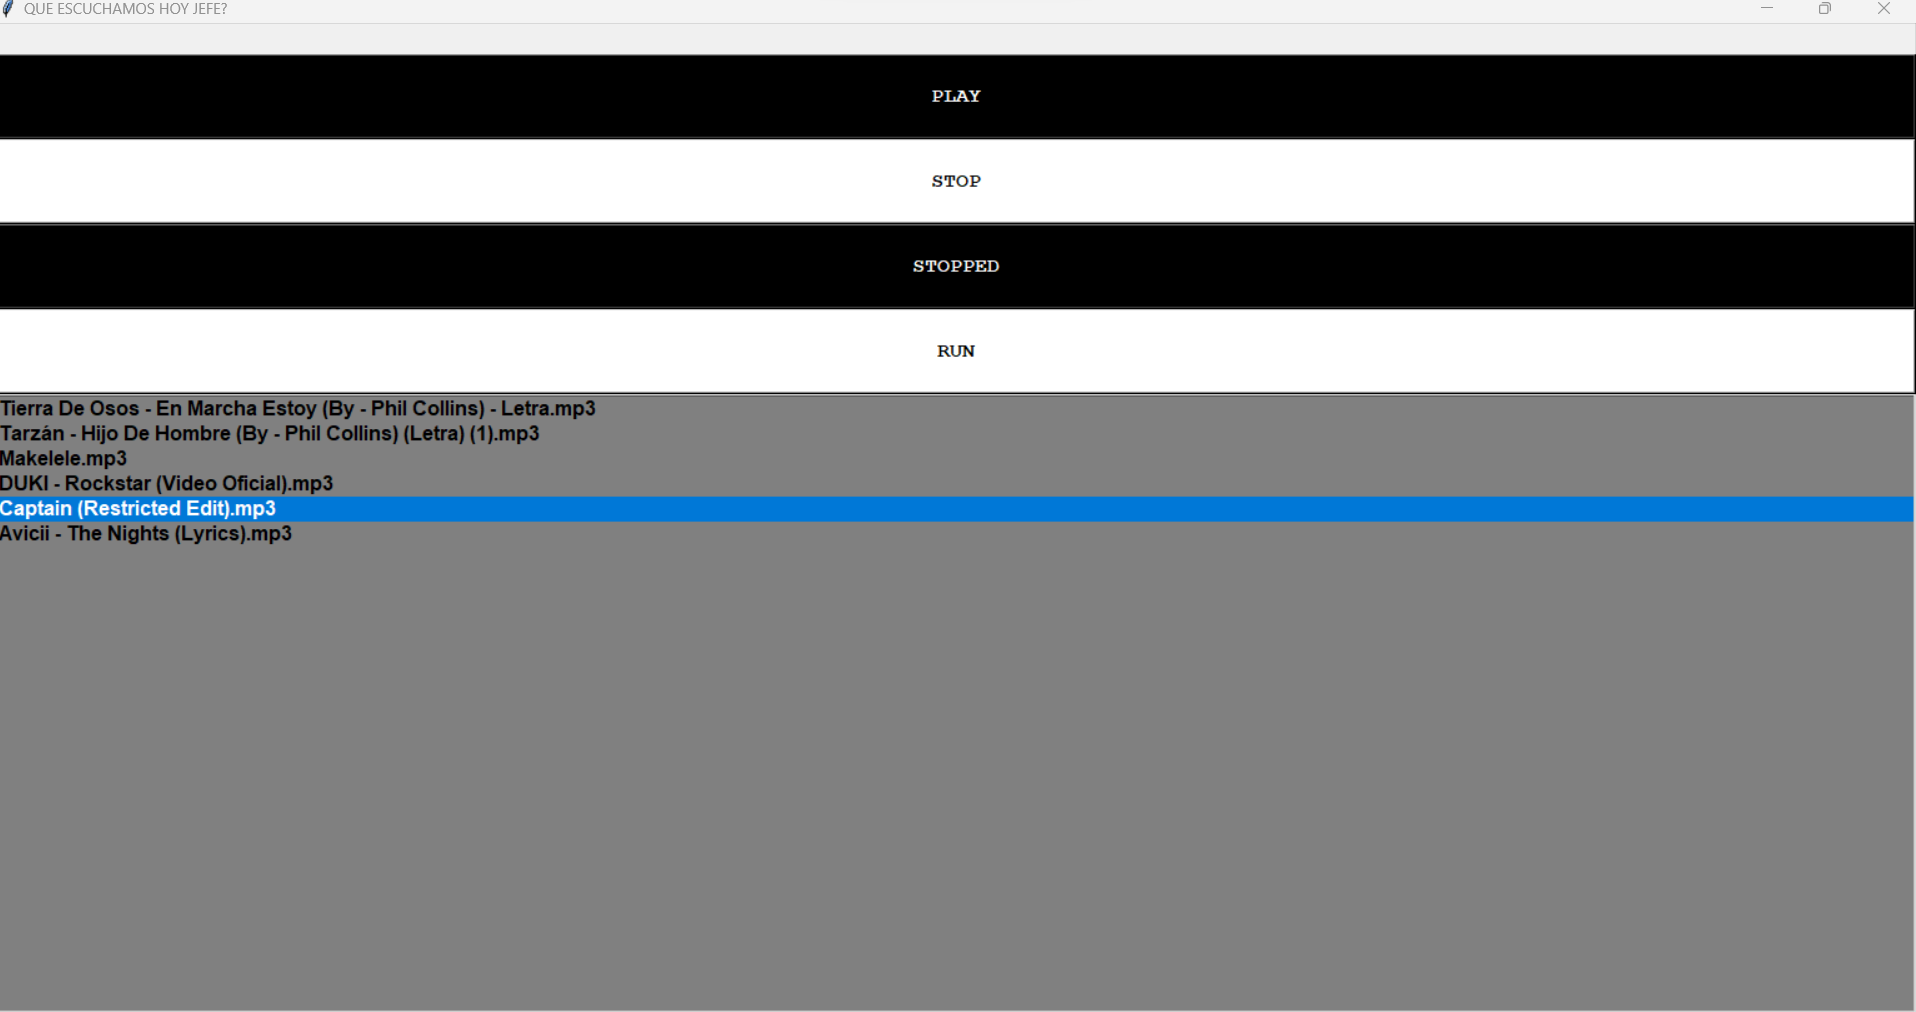 QUE ESCUCHAMOS HOY JEFE?
PLAY
STOP
STOPPED
RUN
Tierra De Osos - En Marcha Estoy (By - Phil Collins) - Letra.mp3
Tarzán - Hijo De Hombre (By - Phil Collins) (Letra) (1).mp3
Makelele.mp3
DUKI - Rockstar (Video Oficial).mp3
Captain (Restricted Edit).mp3
Avicii - The Nights (Lyrics).mp3